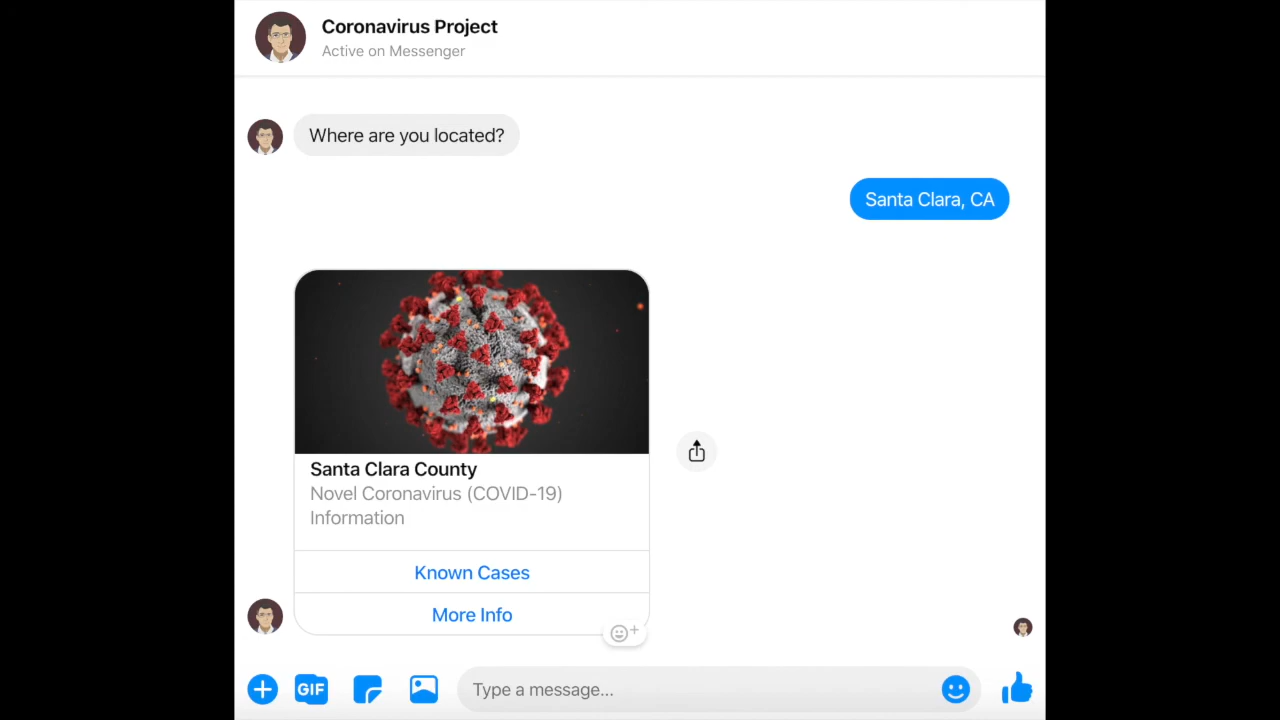 Coronavirus Project
Active on Messenger
Where are you located?
Santa Clara, CA
Santa Clara County
Novel Coronavirus (COVID-19)
Information
Known Cases
More Info
GIF
Type a message...